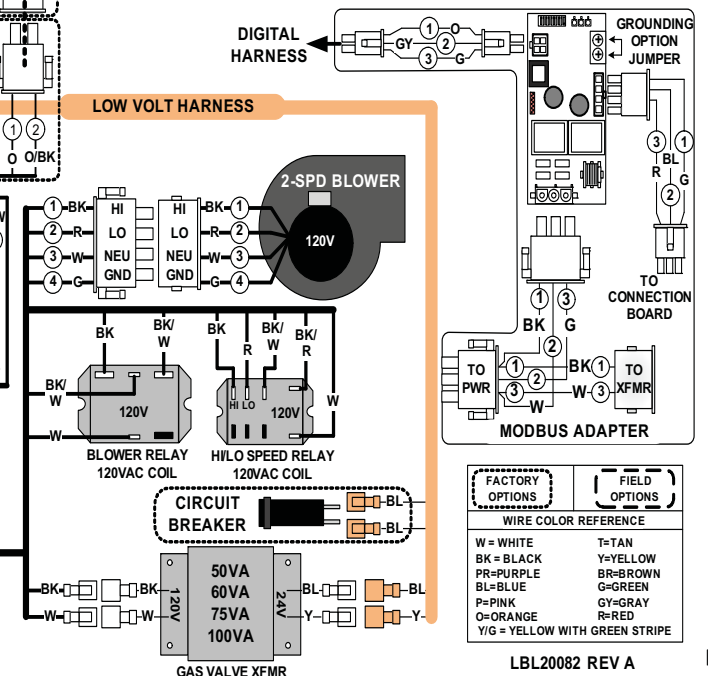 DIGITAL
HARNESS
1
O
GY
2
3
G
GROUNDING
OPTION
JUMPER
1
2
O
O/BK
LOW VOLT HARNESS
3
1
R
BL
G
2
TO
CONNECTION
BOARD
2-SPD BLOWER
120V
1 BK HI HI BK 1
2 R LO LO R 2
3 W NEU NEU W 3
4 G GND GND G 4
W
BK
BK/
W
BK
R
BK/
W
BK/
R
BK/
W
W
120V
HI LO
120V
W
BLOWER RELAY
120VAC COIL
HI/LO SPEED RELAY
120VAC COIL
1
3
BK
G
2
TO
PWR
1
2
3
W
BK 1
W 3
TO
XFMR
MODBUS ADAPTER
CIRCUIT
BREAKER
BL
BL
BK
BK
W
W
120V
50VA
60VA
75VA
100VA
24V
BL
BL
Y
Y
GAS VALVE XFMR
FACTORY
OPTIONS
FIELD
OPTIONS
WIRE COLOR REFERENCE
W = WHITE T=TAN
BK = BLACK Y=YELLOW
PR=PURPLE BR=BROWN
BL=BLUE G=GREEN
P=PINK GY=GRAY
O=ORANGE R=RED
Y/G = YELLOW WITH GREEN STRIPE
LBL20082 REV A